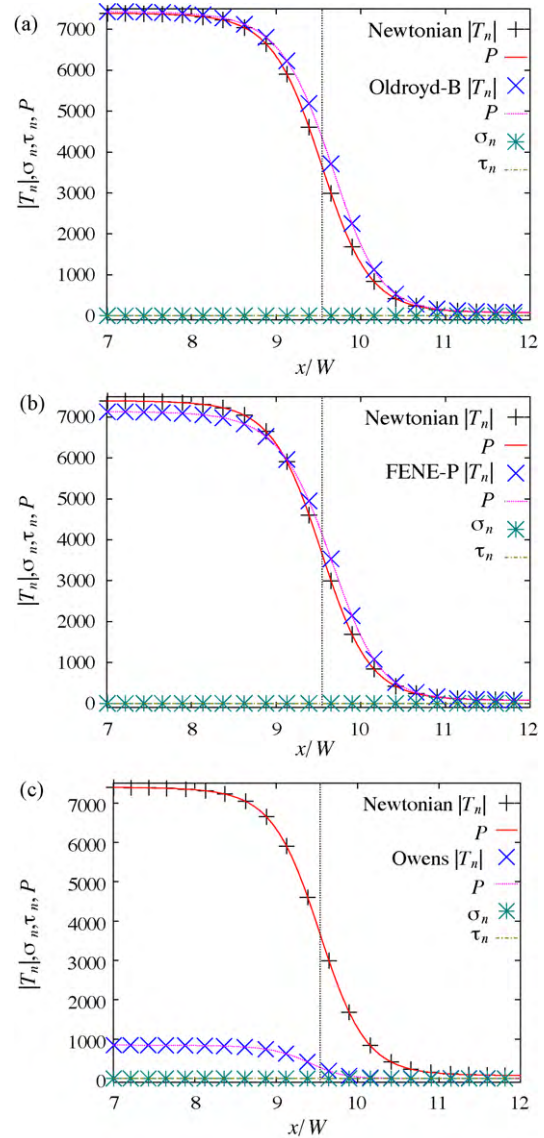 (a)
7000
6000
5000
4000
3000
2000
1000
0
|Tn|,σn,τn, P
Newtonian |Tn|
P
Oldroyd-B |Tn|
P
σn
τn
7 8 9 10 11 12
x/W
(b)
7000
6000
5000
4000
3000
2000
1000
0
|Tn|,σn,τn, P
Newtonian |Tn|
P
FENE-P |Tn|
P
σn
τn
7 8 9 10 11 12
x/W
(c)
7000
6000
5000
4000
3000
2000
1000
0
|Tn|,σn,τn, P
Newtonian |Tn|
P
Owens |Tn|
P
σn
τn
7 8 9 10 11 12
x/W